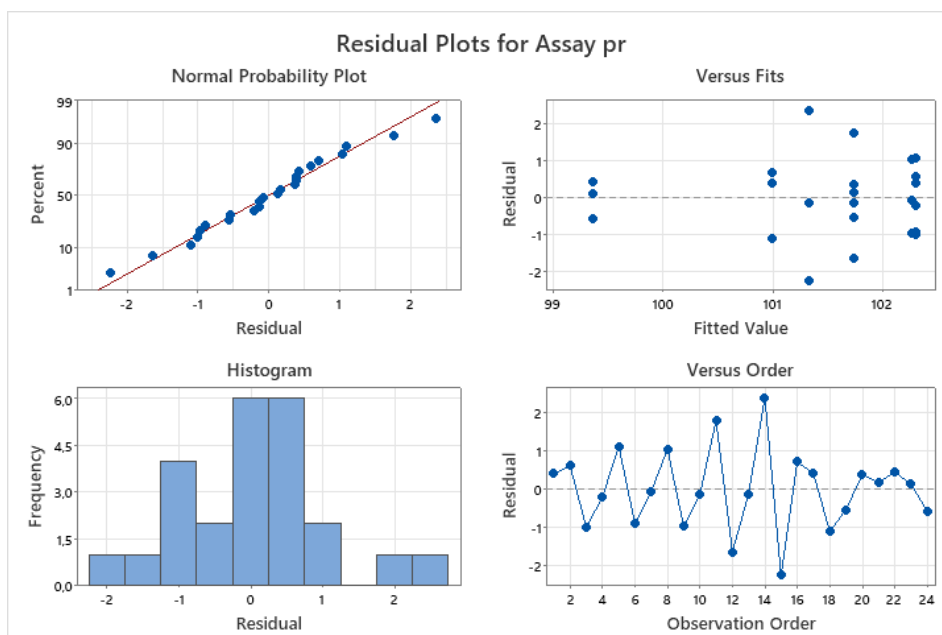 Residual Plots for Assay pr
Normal Probability Plot
99
90
50
10
1
Percent
-2 -1 0 1 2
Residual
Versus Fits
2
1
0
-1
-2
Residual
99 100 101 102
Fitted Value
Histogram
6,0
4,5
3,0
1,5
0,0
Frequency
-2 -1 0 1 2
Residual
Versus Order
2
1
0
-1
-2
Residual
2 4 6 8 10 12 14 16 18 20 22 24
Observation Order